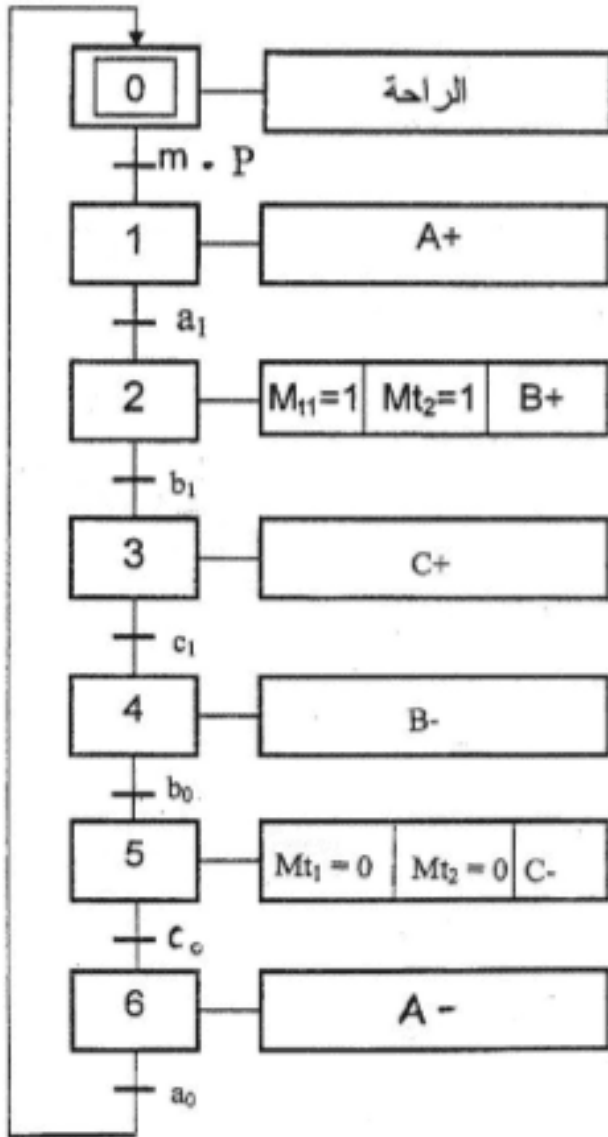 0 الراحة
m . P
1 A+
a₁
2 M₁₁=1 Mt₂=1 B+
b₁
3 C+
c₁
4 B-
b₀
5 Mt₁ = 0 Mt₂ = 0 C-
C₀
6 A -
a₀